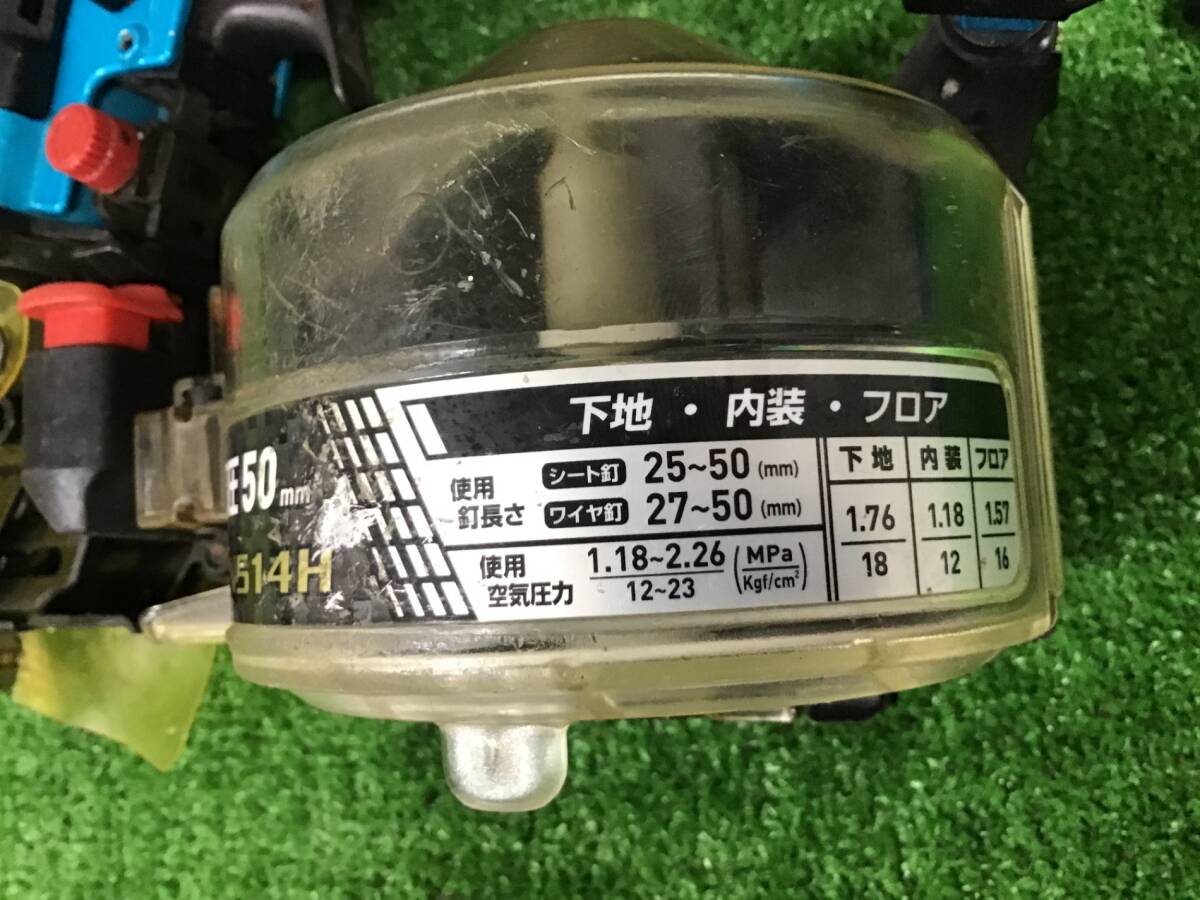 下地・内装・フロア
使用釘長さ シート釘 25~50 (mm)
ワイヤ釘 27~50 (mm)
使用空気圧力 1.18~2.26 (MPa)
12~23 (Kgf/cm²)
下地 内装 フロア
1.76 1.18 1.57
18 12 16
50mm
514H